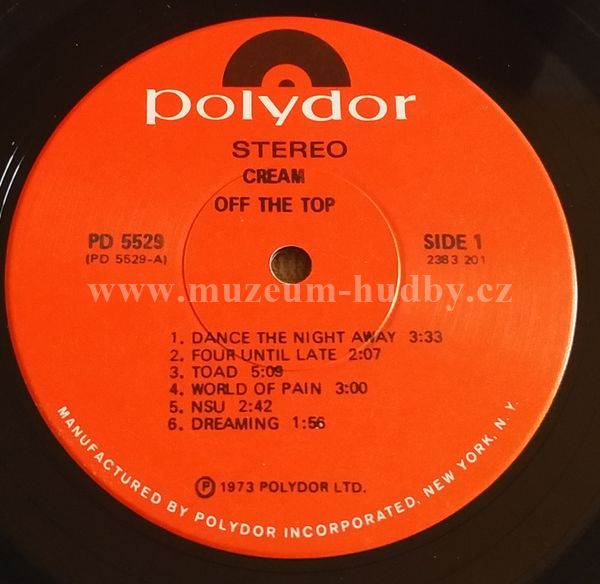 polydor
STEREO
CREAM
OFF THE TOP
PD 5529
(PD 5529-A)
SIDE 1
2383 201
www.muzeum-hudby.cz
1. DANCE THE NIGHT AWAY 3:33
2. FOUR UNTIL LATE 2:07
3. TOAD 5:09
4. WORLD OF PAIN 3:00
5. NSU 2:42
6. DREAMING 1:56
Ⓟ 1973 POLYDOR LTD.
MANUFACTURED BY POLYDOR INCORPORATED, NEW YORK, N.Y.